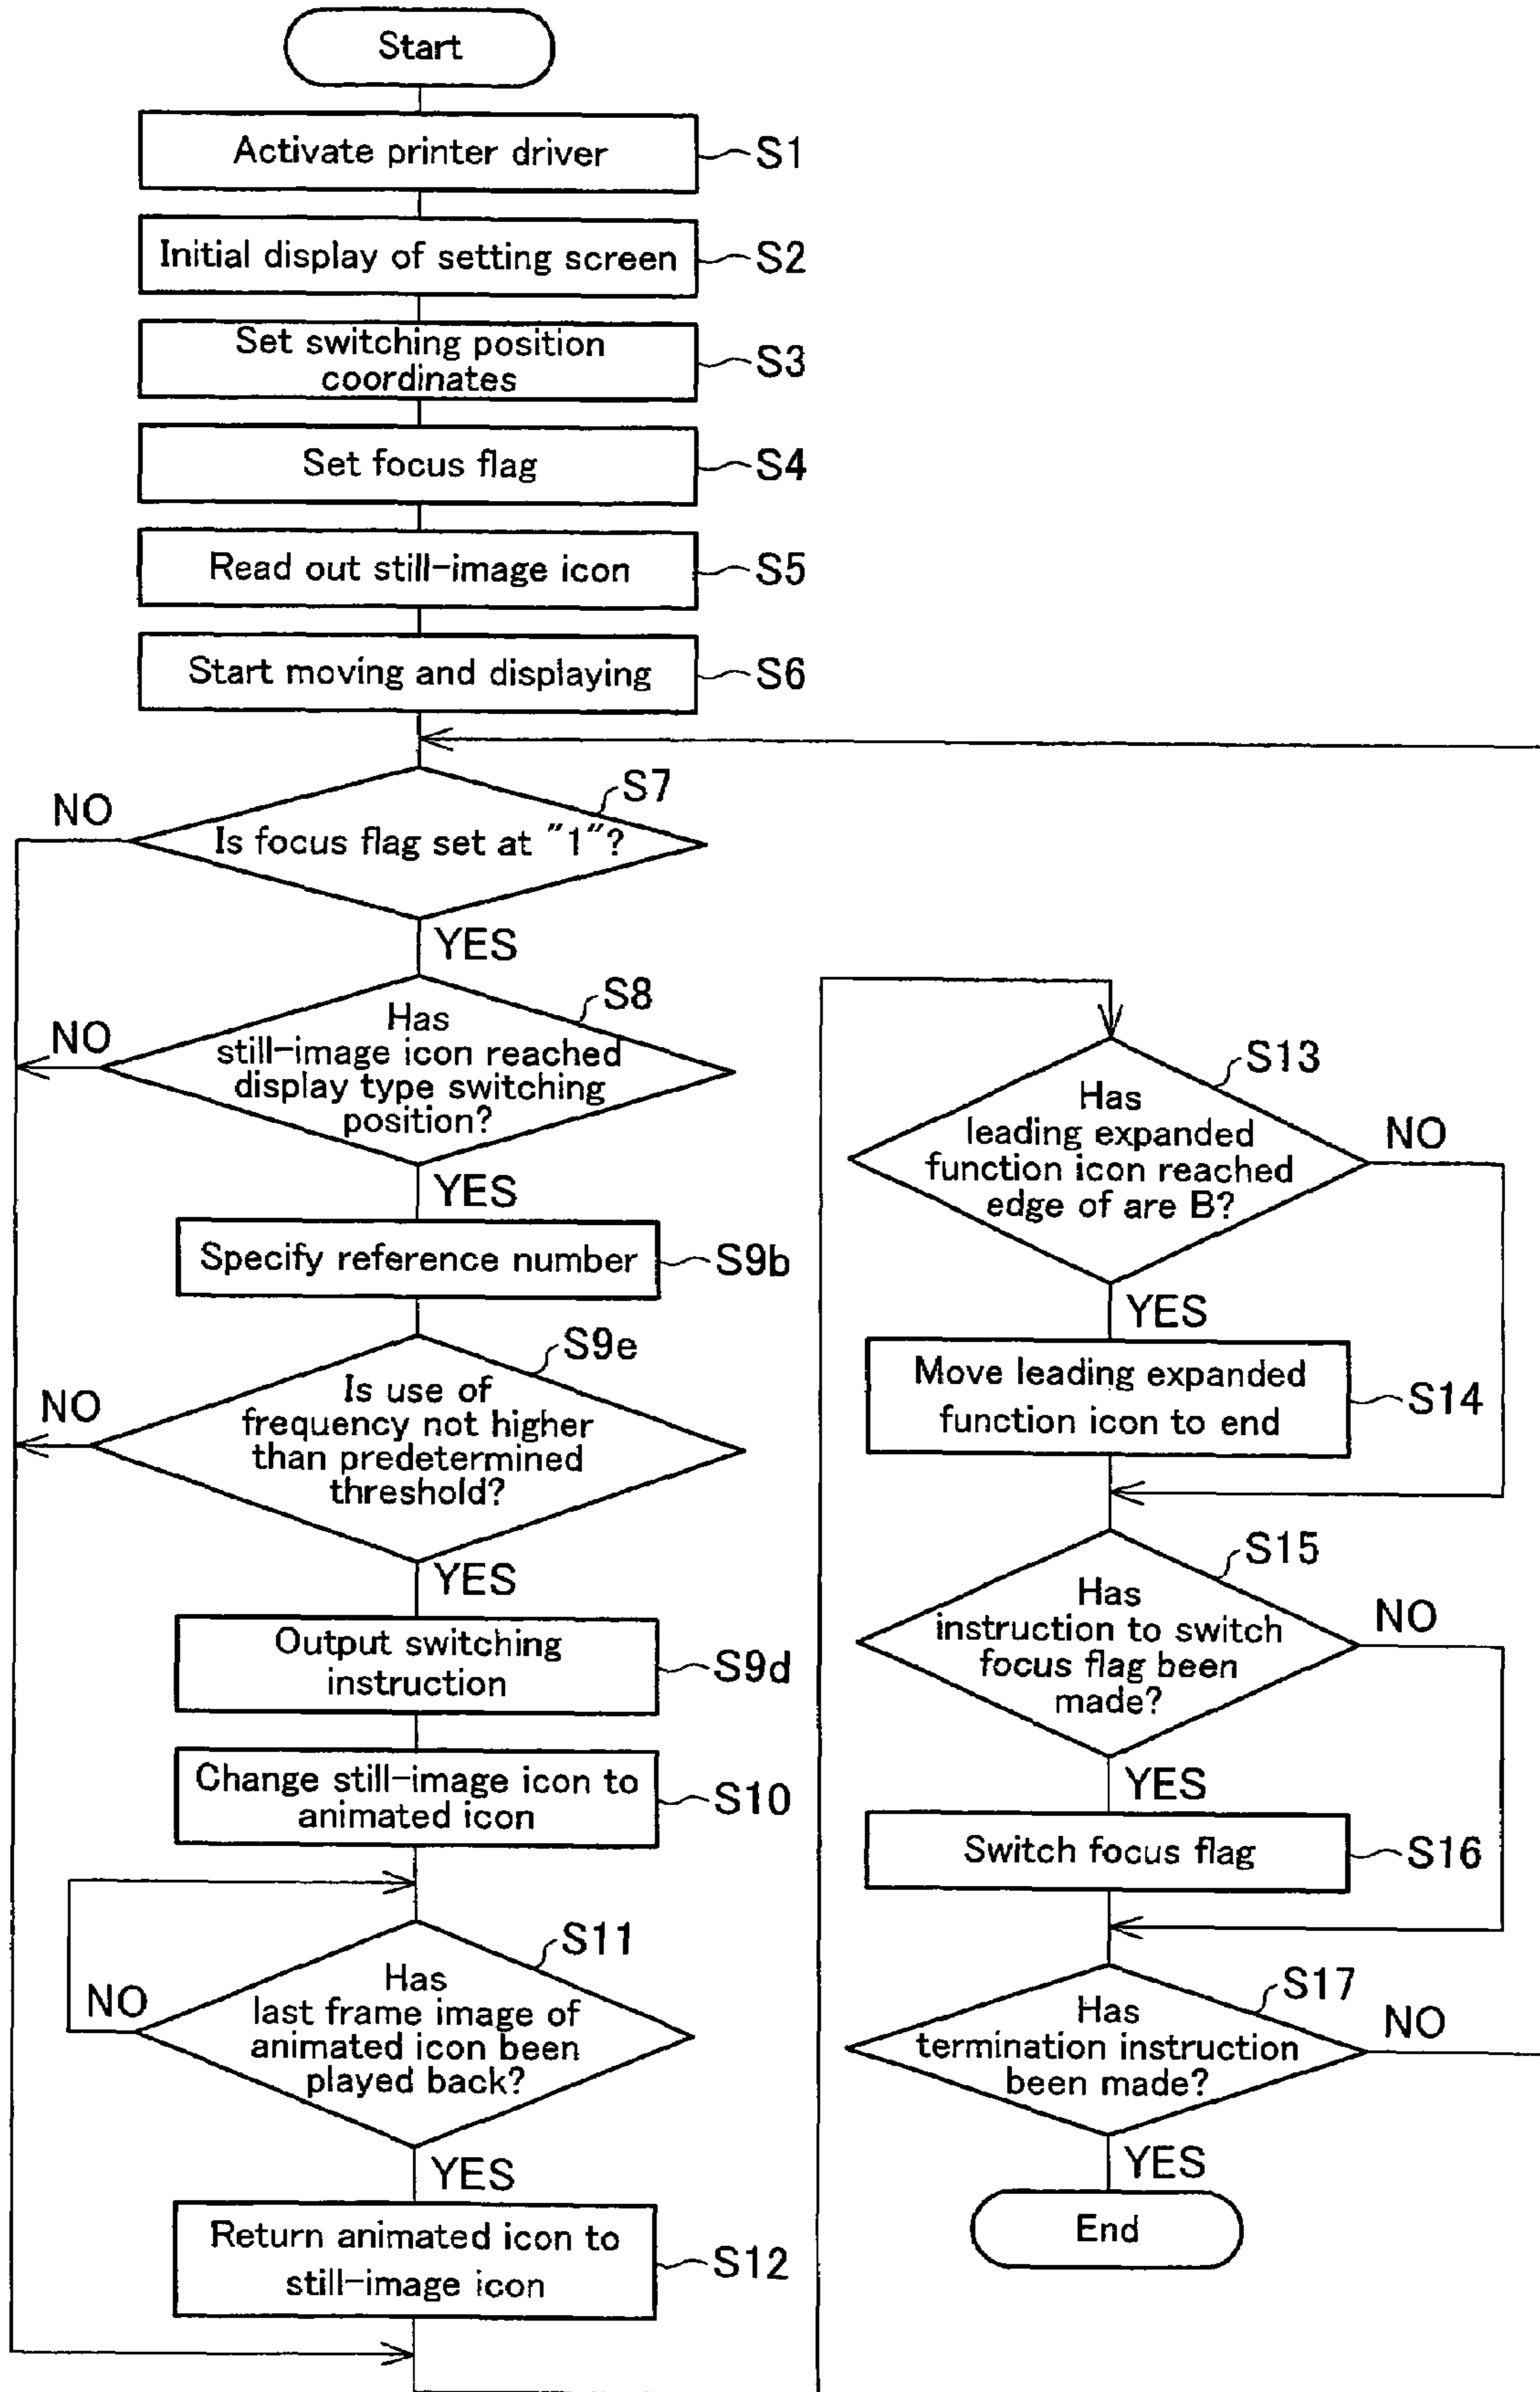 Start
Activate printer driver
S1
Initial display of setting screen
S2
Set switching position
coordinates
S3
Set focus flag
S4
Read out still-image icon
S5
Start moving and displaying
S6
S7
NO
Is focus flag set at "1"?
YES
S8
NO
Has
still-image icon reached
display type switching
position?
YES
Specify reference number
S9b
S9e
NO
Is use of
frequency not higher
than predetermined
threshold?
YES
Output switching
instruction
S9d
Change still-image icon to
animated icon
S10
S11
NO
Has
last frame image of
animated icon been
played back?
YES
Return animated icon to
still-image icon
S12
S13
Has
leading expanded
function icon reached
edge of are B?
NO
YES
Move leading expanded
function icon to end
S14
S15
Has
instruction to switch
focus flag been
made?
NO
YES
Switch focus flag
S16
S17
Has
termination instruction
been made?
NO
YES
End